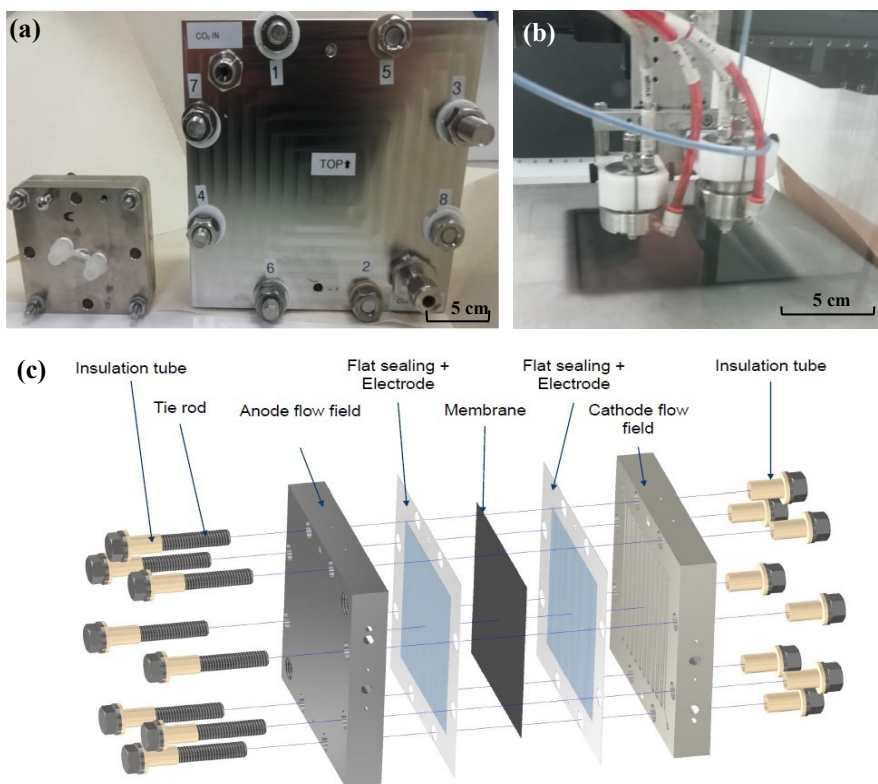 (a)
CO₂ IN
1
5
7
3
TOP⬆
4
8
6
2
5 cm
(b)
5 cm
(c)
Insulation tube
Tie rod
Anode flow field
Flat sealing +
Electrode
Membrane
Flat sealing +
Electrode
Cathode flow
field
Insulation tube